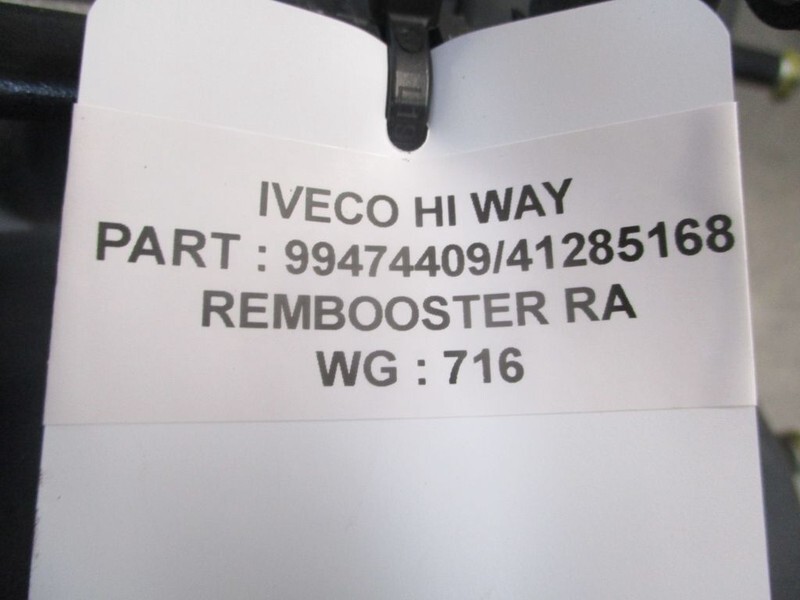 IVECO HI WAY
PART : 99474409/41285168
REMBOOSTER RA
WG : 716